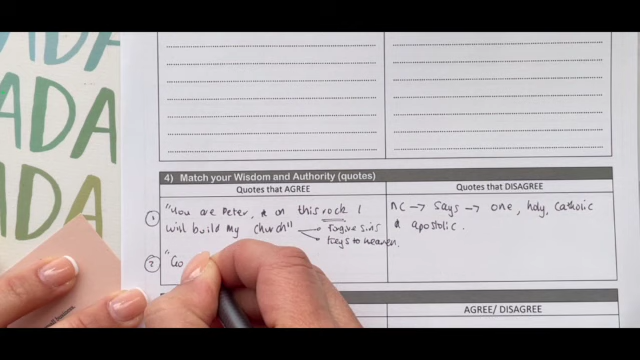 ADA
ADA
ADA
4) Match your Wisdom and Authority (quotes)
Quotes that AGREE
Quotes that DISAGREE
① "You are Peter, & on this rock I
will build my church" → forgive sins
→ keys to heaven.
② "Go
NC → says → one, holy, catholic
& apostolic.
AGREE/ DISAGREE